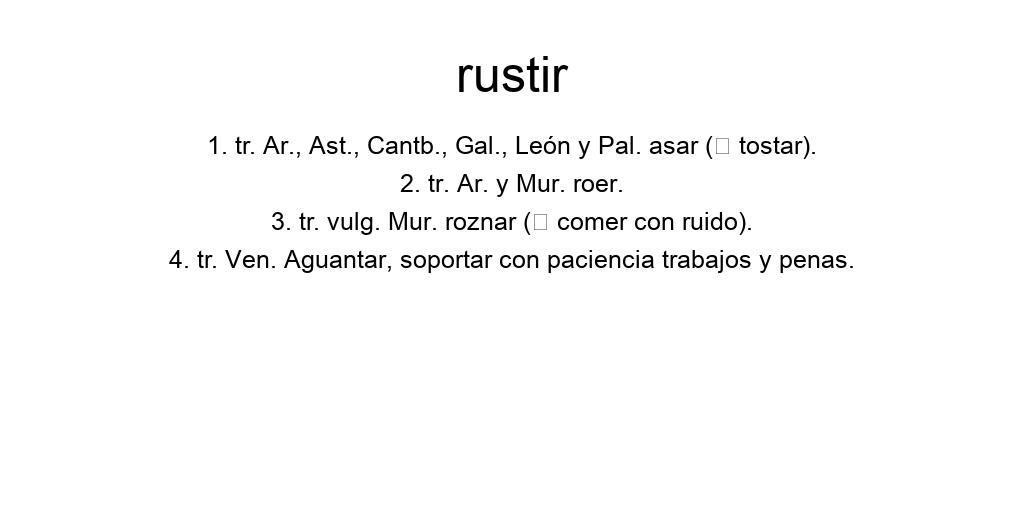 rustir
1. tr. Ar., Ast., Cantb., Gal., León y Pal. asar (□ tostar).
2. tr. Ar. y Mur. roer.
3. tr. vulg. Mur. roznar (□ comer con ruido).
4. tr. Ven. Aguantar, soportar con paciencia trabajos y penas.